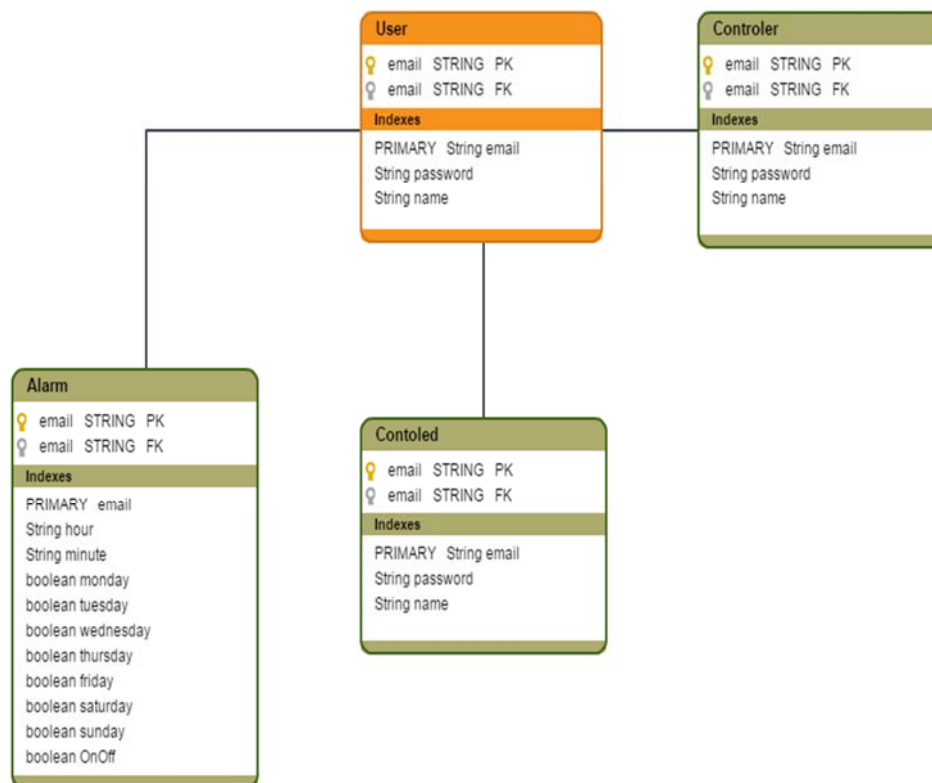 User
email STRING PK
email STRING FK
Indexes
PRIMARY String email
String password
String name
Controler
email STRING PK
email STRING FK
Indexes
PRIMARY String email
String password
String name
Alarm
email STRING PK
email STRING FK
Indexes
PRIMARY email
String hour
String minute
boolean monday
boolean tuesday
boolean wednesday
boolean thursday
boolean friday
boolean saturday
boolean sunday
boolean OnOff
Contoled
email STRING PK
email STRING FK
Indexes
PRIMARY String email
String password
String name